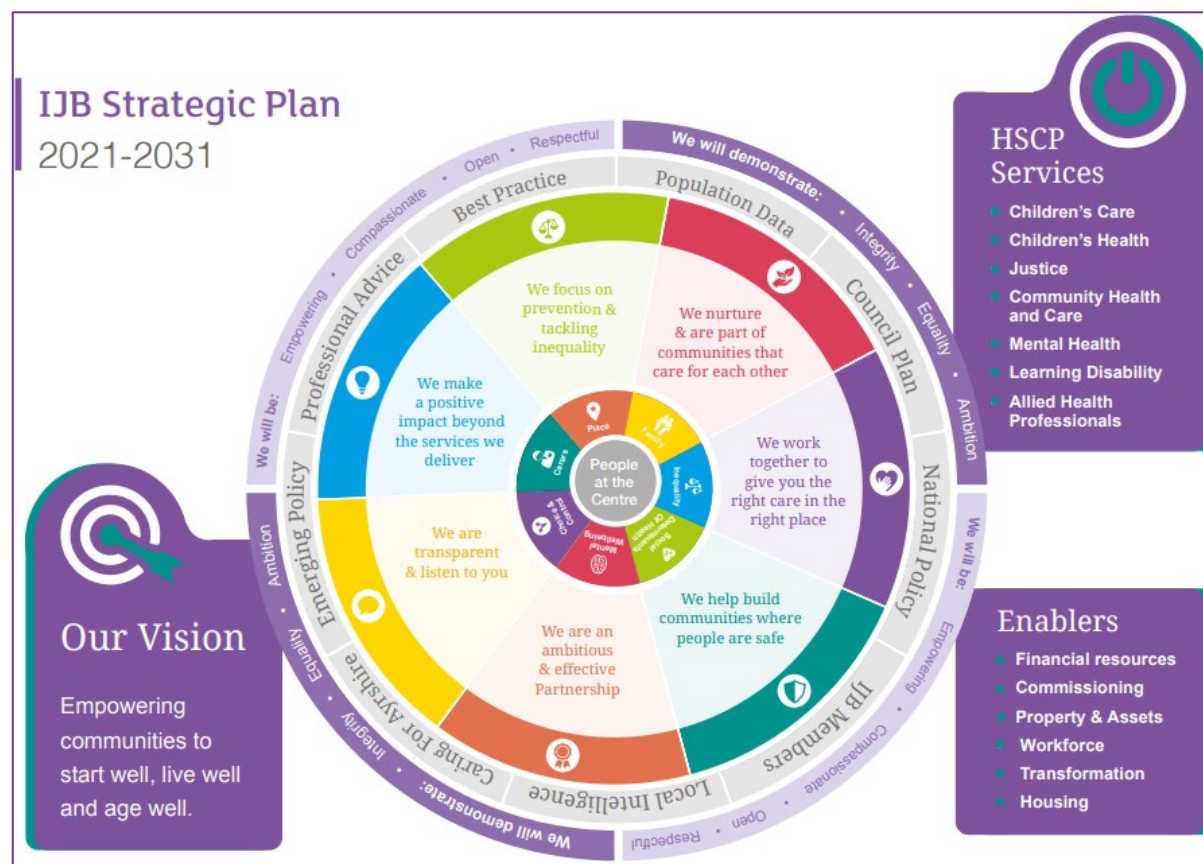 IJB Strategic Plan
2021-2031
We will be: Empowering • Compassionate • Open • Respectful
We will demonstrate: • Integrity • Equality • Ambition
We will be: Empowering • Compassionate • Open • Respectful
We will demonstrate: • Integrity • Equality • Ambition
Best Practice
Population Data
Council Plan
National Policy
IJB Members
Local Intelligence
Caring For Ayrshire
Emerging Policy
Professional Advice
We focus on
prevention &
tackling
inequality
We nurture
& are part of
communities that
care for each other
We work
together to
give you the
right care in the
right place
We help build
communities where
people are safe
We are an
ambitious
& effective
Partnership
We are
transparent
& listen to you
We make
a positive
impact beyond
the services we
deliver
People
at the
Centre
Place
Family
Inequality
Social
Determinants
Of Health
Mental
Wellbeing
Choice &
Control
Carers
Our Vision
Empowering
communities to
start well, live well
and age well.
HSCP
Services
Children's Care
Children's Health
Justice
Community Health
and Care
Mental Health
Learning Disability
Allied Health
Professionals
Enablers
Financial resources
Commissioning
Property & Assets
Workforce
Transformation
Housing